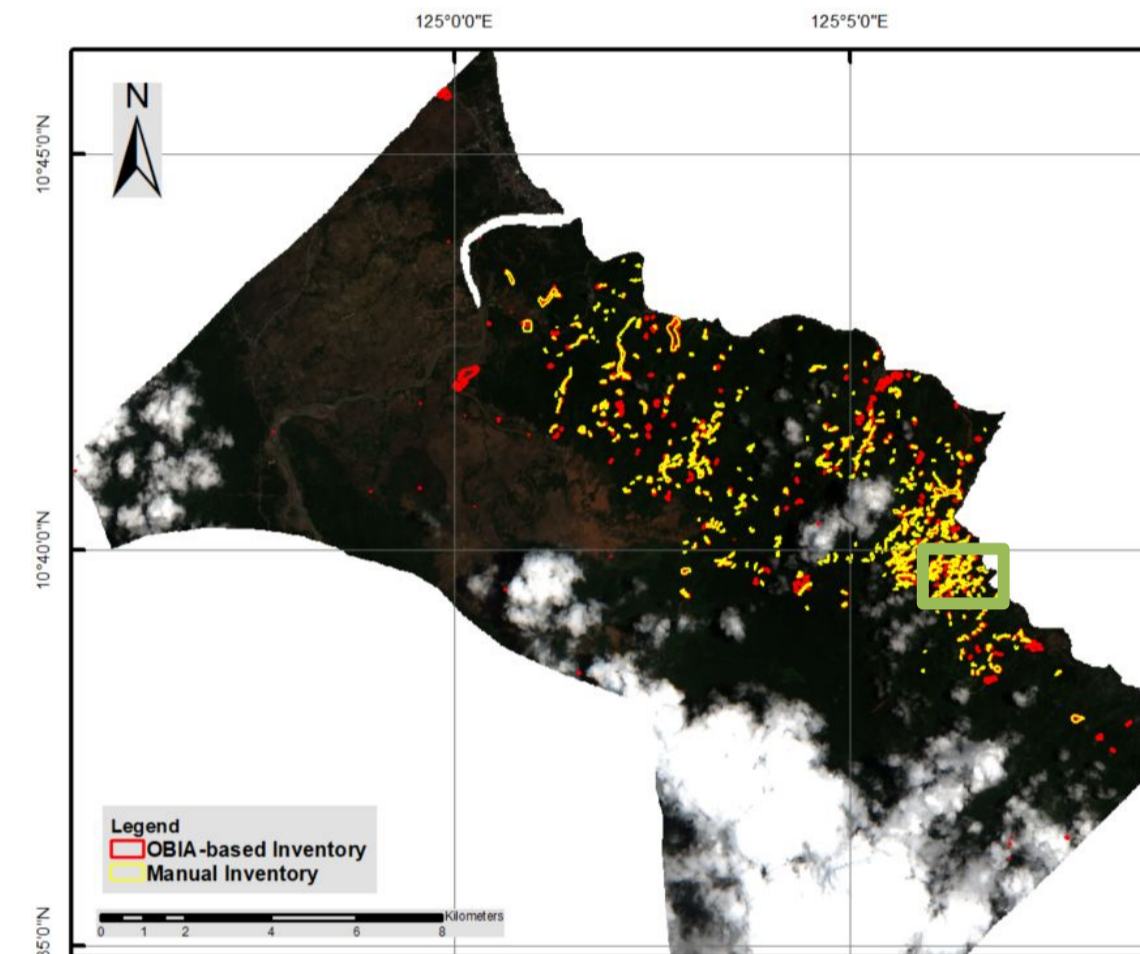 125°0'0"E
125°5'0"E
N
10°45'0"N
10°40'0"N
Legend
OBIA-based Inventory
Manual Inventory
Kilometers
0 1 2 4 6 8